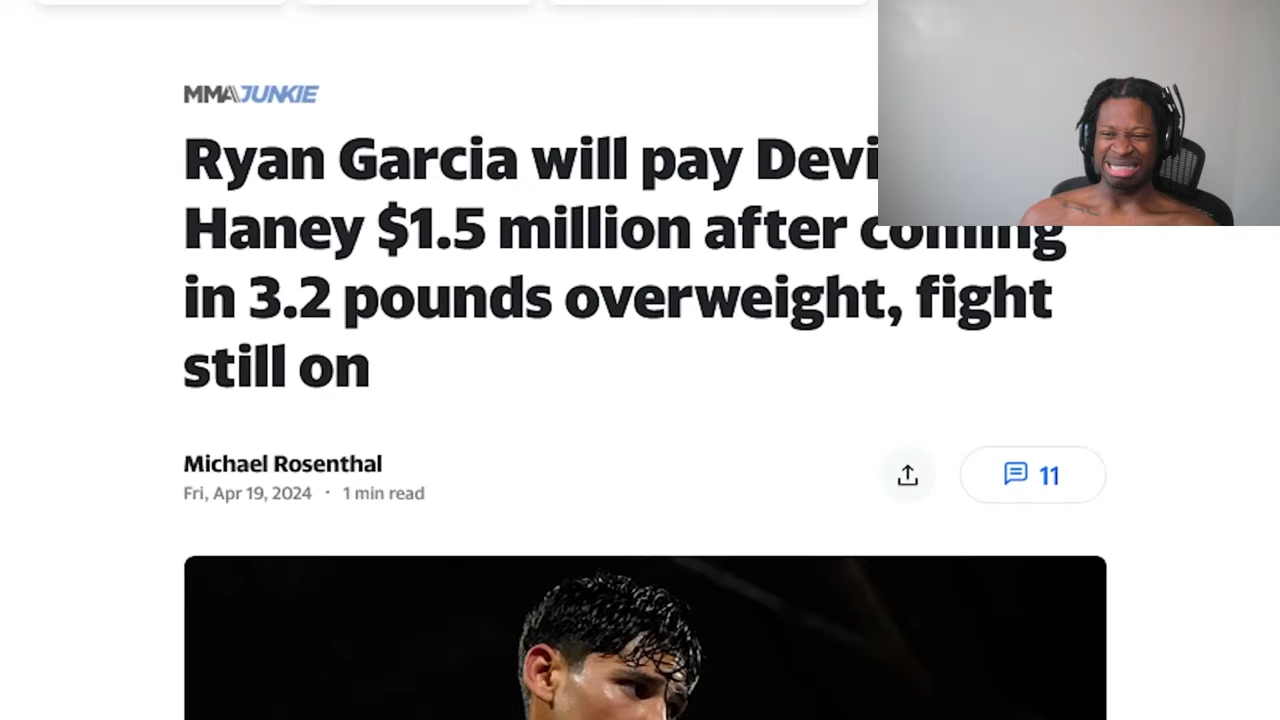 MMAJUNKIE
Ryan Garcia will pay Devi
Haney $1.5 million after coming
in 3.2 pounds overweight, fight
still on
Michael Rosenthal
Fri, Apr 19, 2024 · 1 min read
11